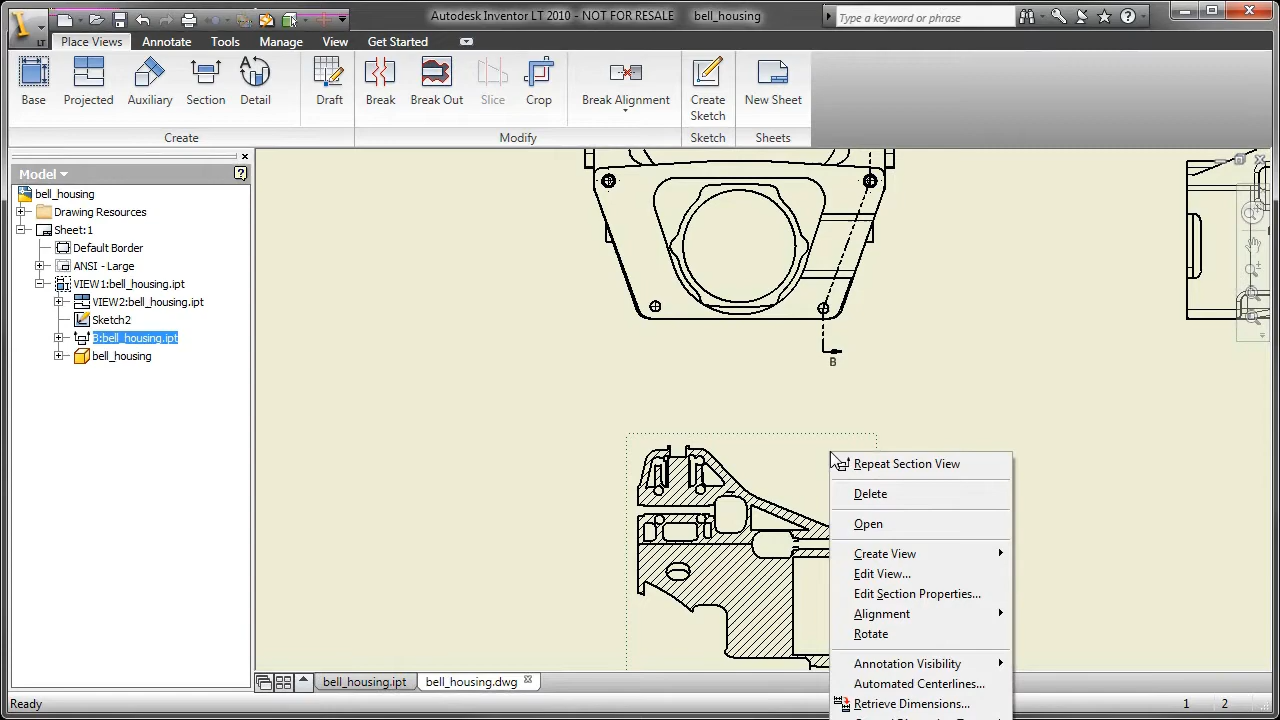 Autodesk Inventor LT 2010 - NOT FOR RESALE bell_housing
Type a keyword or phrase
LT
Place Views Annotate Tools Manage View Get Started
Base Projected Auxiliary Section Detail Draft Break Break Out Slice Crop Break Alignment Create Sketch New Sheet
Create Modify Sketch Sheets
Model
bell_housing
Drawing Resources
Sheet:1
Default Border
ANSI - Large
VIEW1:bell_housing.ipt
VIEW2:bell_housing.ipt
Sketch2
B:bell_housing.ipt
bell_housing
B
Repeat Section View
Delete
Open
Create View
Edit View...
Edit Section Properties...
Alignment
Rotate
Annotation Visibility
Automated Centerlines...
Retrieve Dimensions...
bell_housing.ipt bell_housing.dwg
Ready 1 2